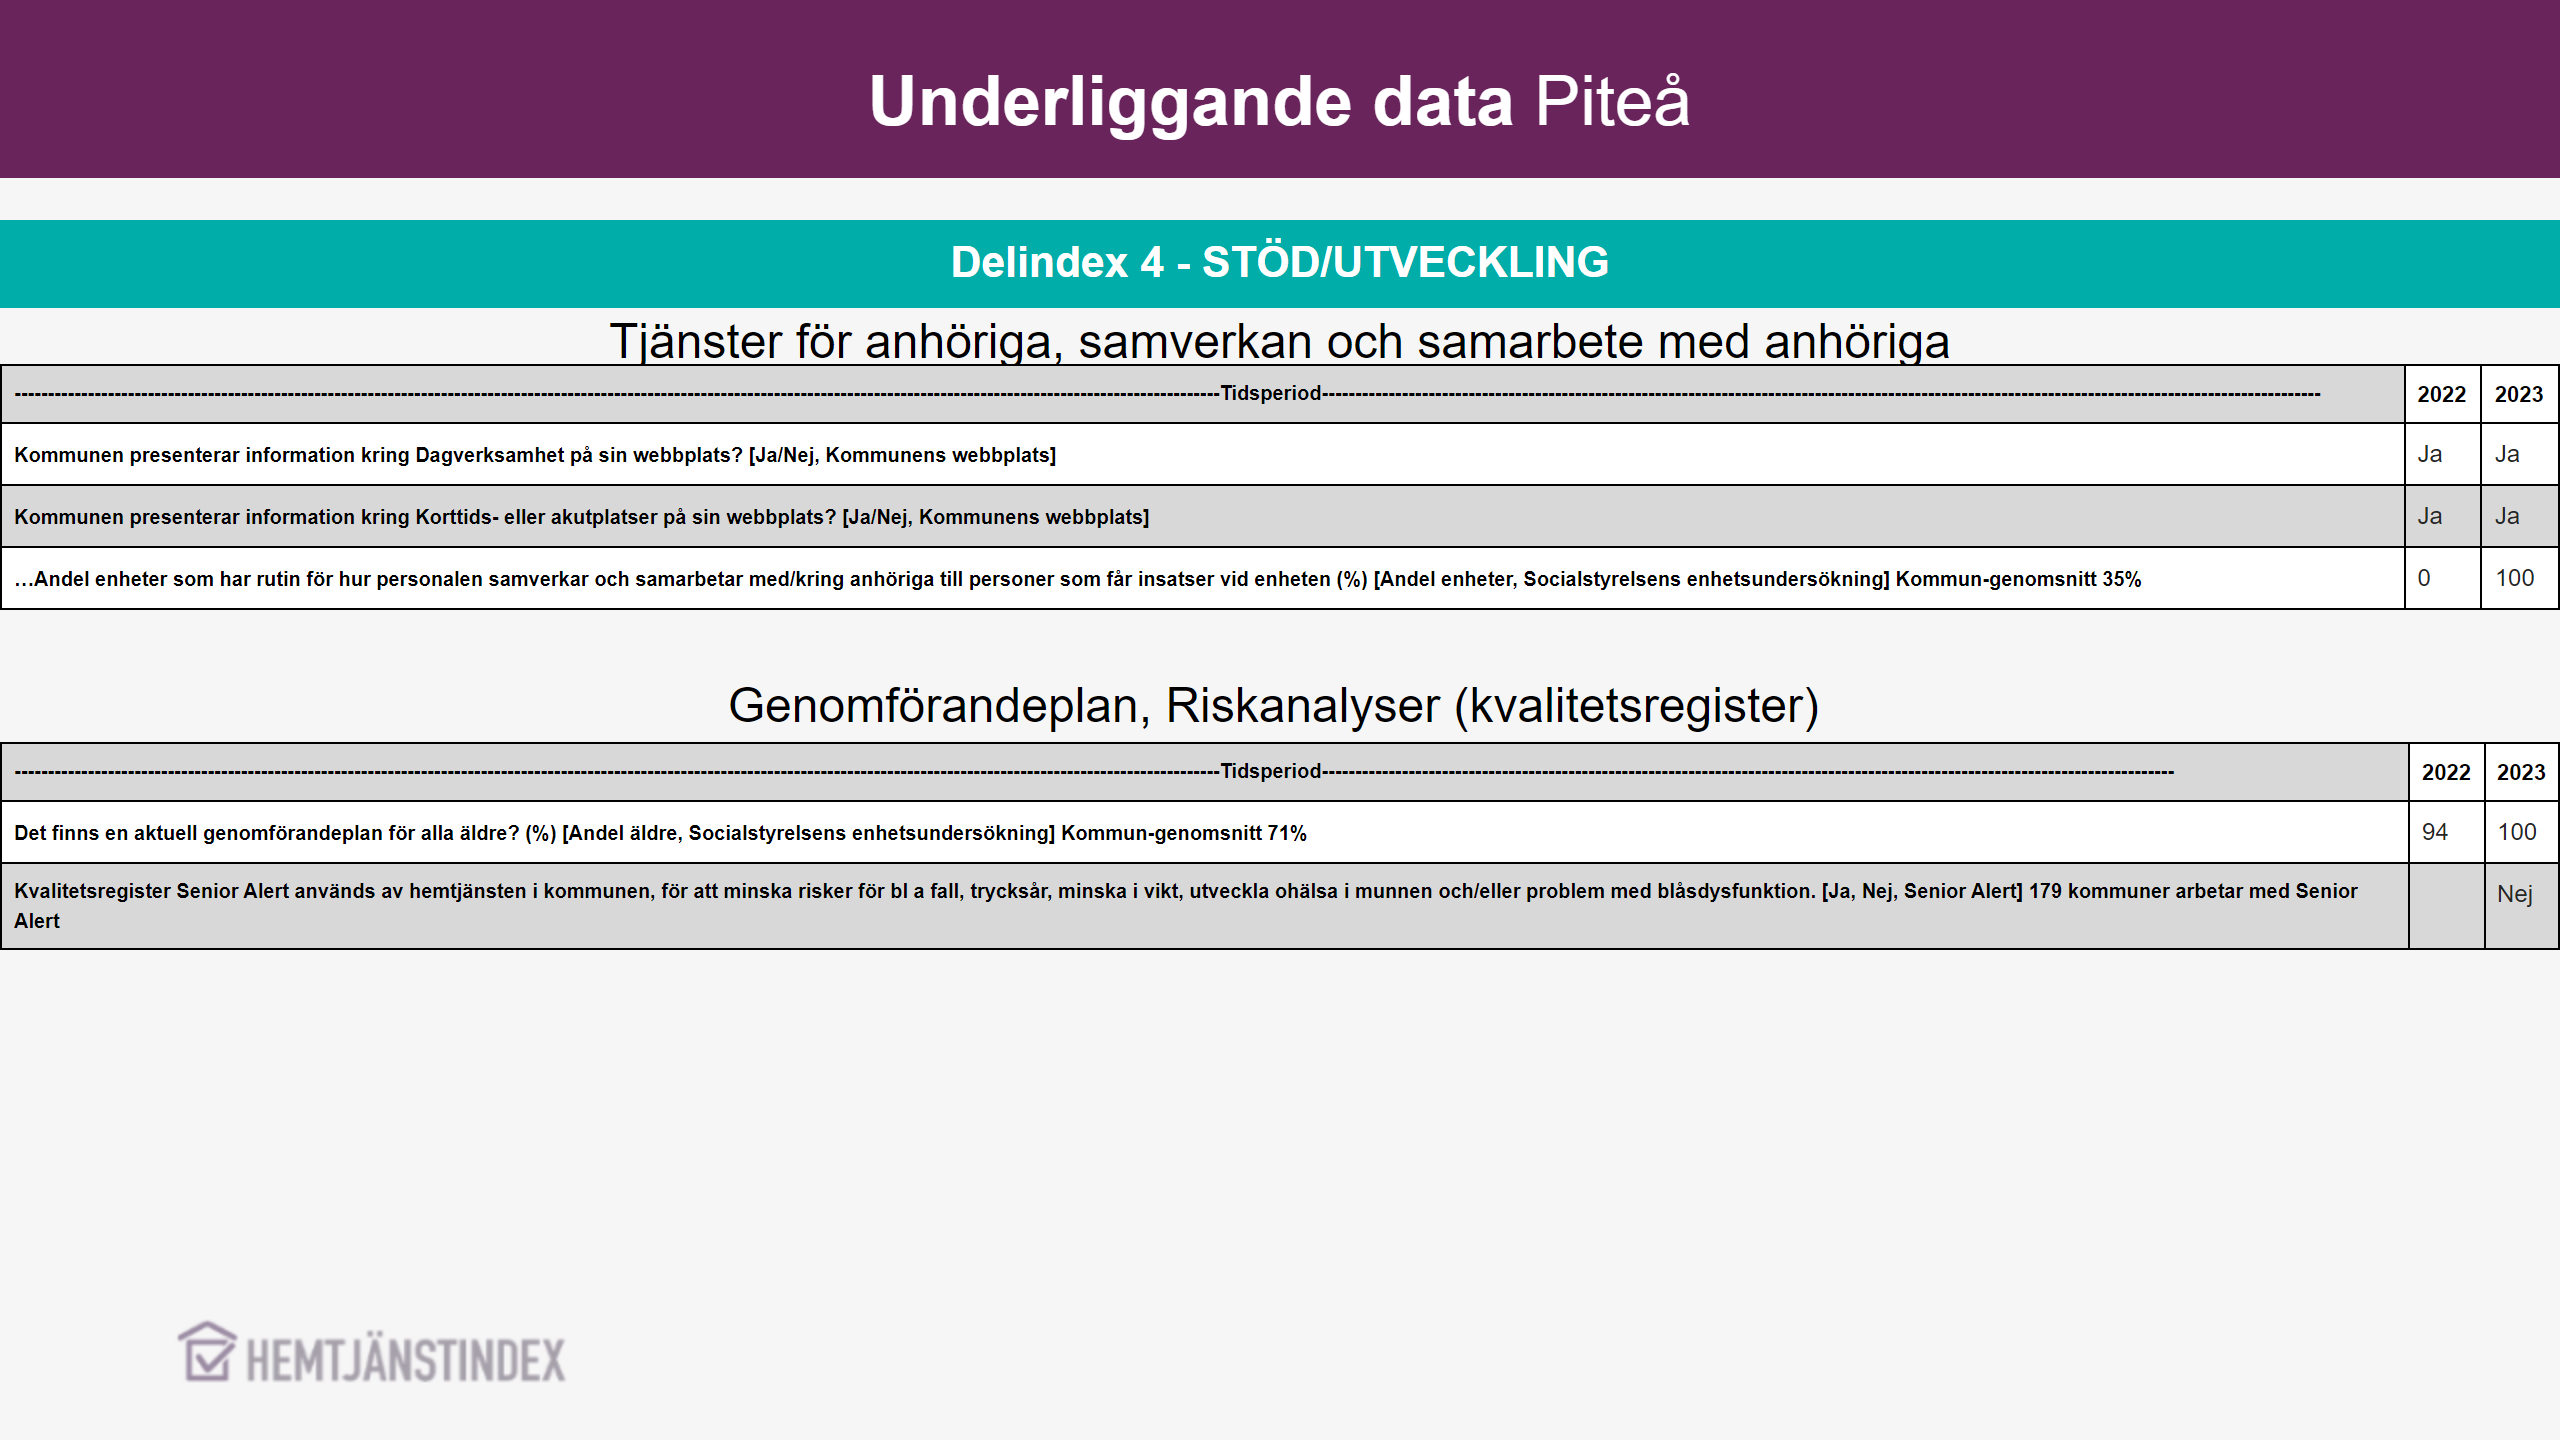 Underliggande data Piteå
Delindex 4 - STÖD/UTVECKLING
Tjänster för anhöriga, samverkan och samarbete med anhöriga
Tidsperiod 2022 2023
Kommunen presenterar information kring Dagverksamhet på sin webbplats? [Ja/Nej, Kommunens webbplats] Ja Ja
Kommunen presenterar information kring Korttids- eller akutplatser på sin webbplats? [Ja/Nej, Kommunens webbplats] Ja Ja
…Andel enheter som har rutin för hur personalen samverkar och samarbetar med/kring anhöriga till personer som får insatser vid enheten (%) [Andel enheter, Socialstyrelsens enhetsundersökning] Kommun-genomsnitt 35% 0 100
Genomförandeplan, Riskanalyser (kvalitetsregister)
Tidsperiod 2022 2023
Det finns en aktuell genomförandeplan för alla äldre? (%) [Andel äldre, Socialstyrelsens enhetsundersökning] Kommun-genomsnitt 71% 94 100
Kvalitetsregister Senior Alert används av hemtjänsten i kommunen, för att minska risker för bl a fall, trycksår, minska i vikt, utveckla ohälsa i munnen och/eller problem med blåsdysfunktion. [Ja, Nej, Senior Alert] 179 kommuner arbetar med Senior Nej
Alert
HEMTJÄNSTINDEX